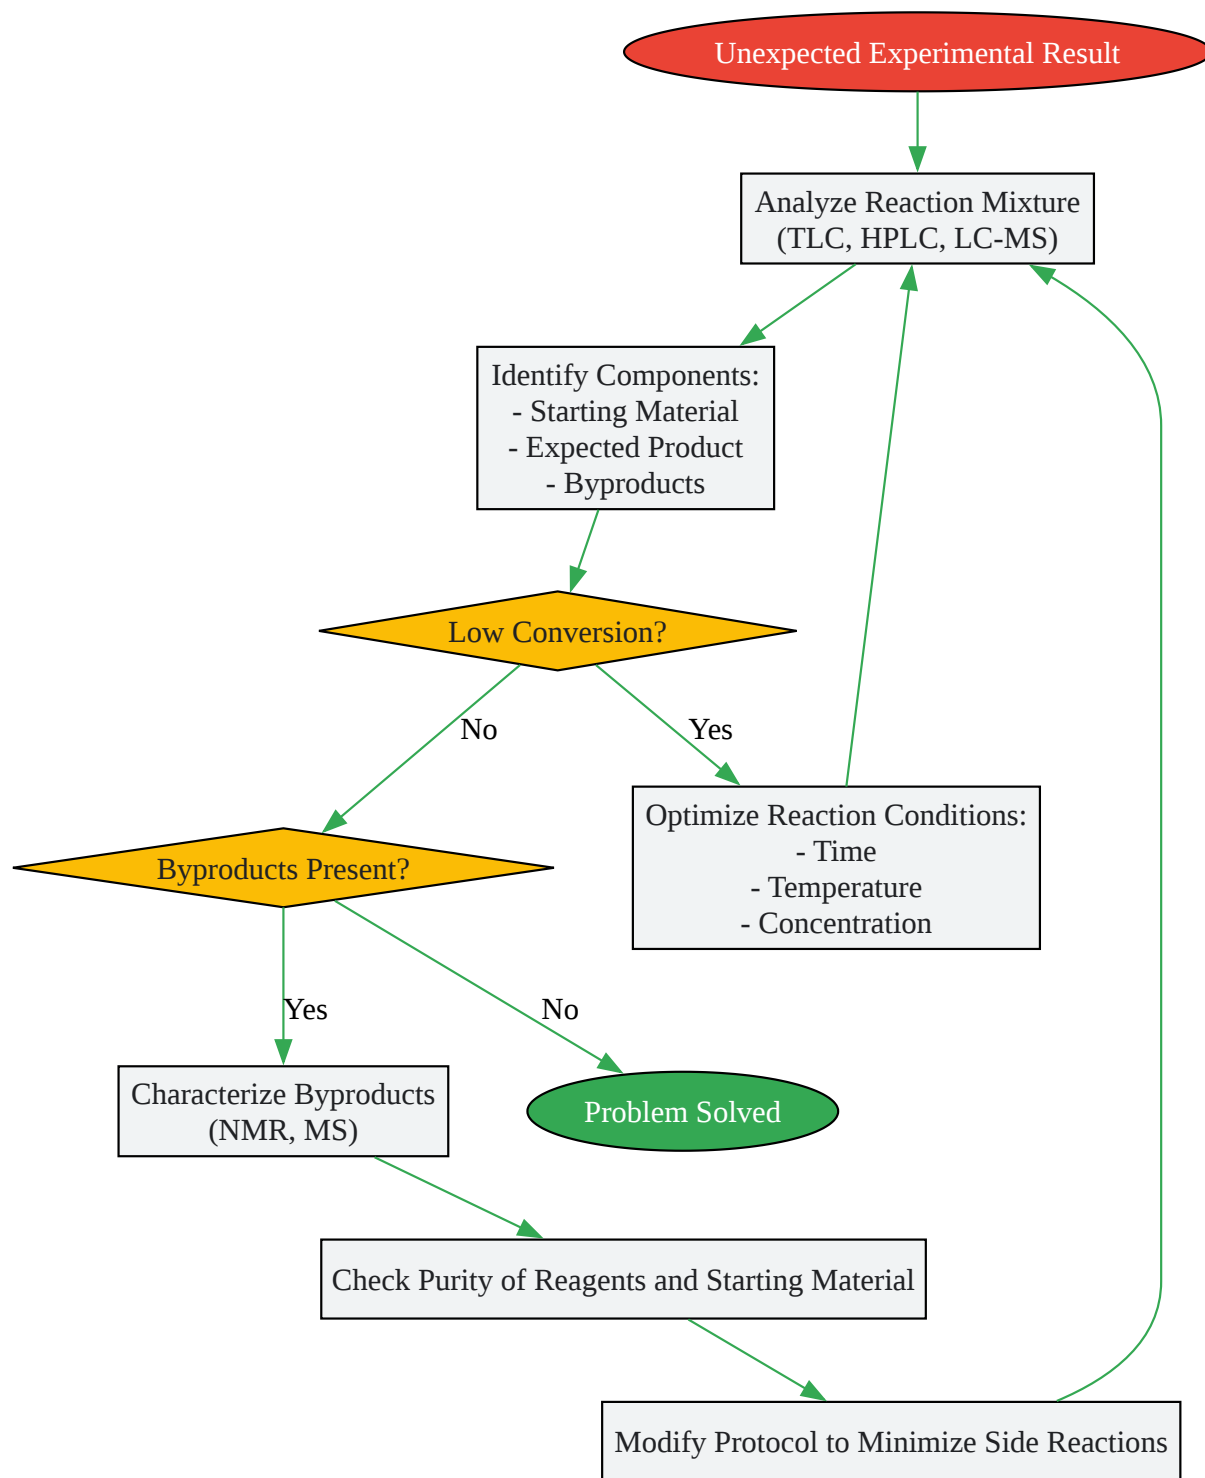 Unexpected Experimental Result
Analyze Reaction Mixture
(TLC, HPLC, LC-MS)
Identify Components:
- Starting Material
- Expected Product
- Byproducts
Low Conversion?
No
Yes
Optimize Reaction Conditions:
- Time
- Temperature
- Concentration
Byproducts Present?
Yes
No
Characterize Byproducts
(NMR, MS)
Problem Solved
Check Purity of Reagents and Starting Material
Modify Protocol to Minimize Side Reactions